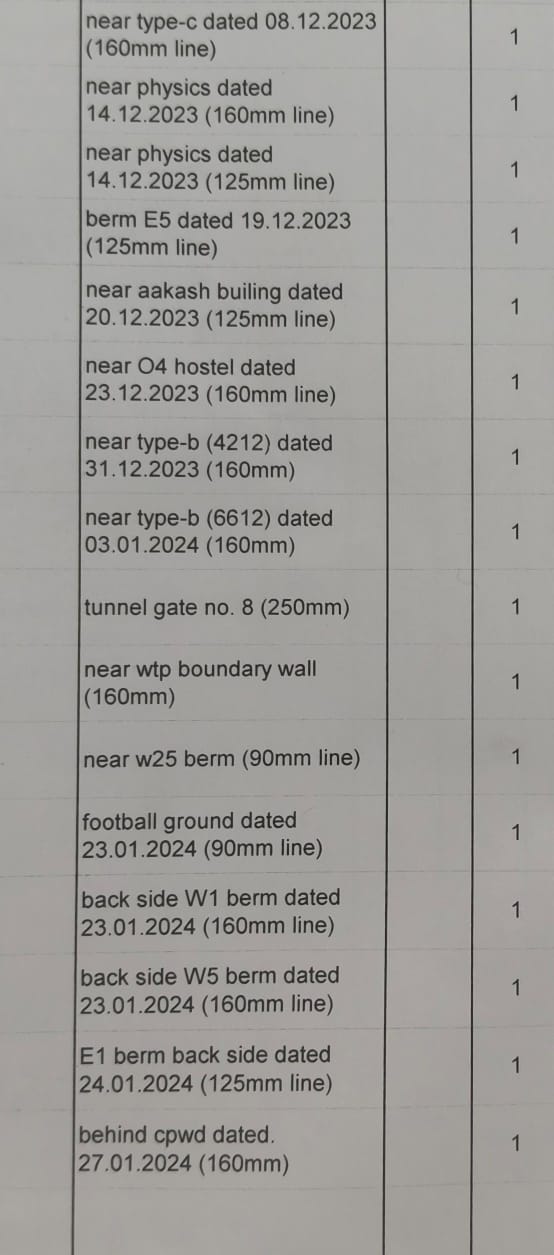 near type-c dated 08.12.2023
(160mm line) 1
near physics dated
14.12.2023 (160mm line) 1
near physics dated
14.12.2023 (125mm line) 1
berm E5 dated 19.12.2023
(125mm line) 1
near aakash builing dated
20.12.2023 (125mm line) 1
near O4 hostel dated
23.12.2023 (160mm line) 1
near type-b (4212) dated
31.12.2023 (160mm) 1
near type-b (6612) dated
03.01.2024 (160mm) 1
tunnel gate no. 8 (250mm) 1
near wtp boundary wall
(160mm) 1
near w25 berm (90mm line) 1
football ground dated
23.01.2024 (90mm line) 1
back side W1 berm dated
23.01.2024 (160mm line) 1
back side W5 berm dated
23.01.2024 (160mm line) 1
E1 berm back side dated
24.01.2024 (125mm line) 1
behind cpwd dated.
27.01.2024 (160mm) 1